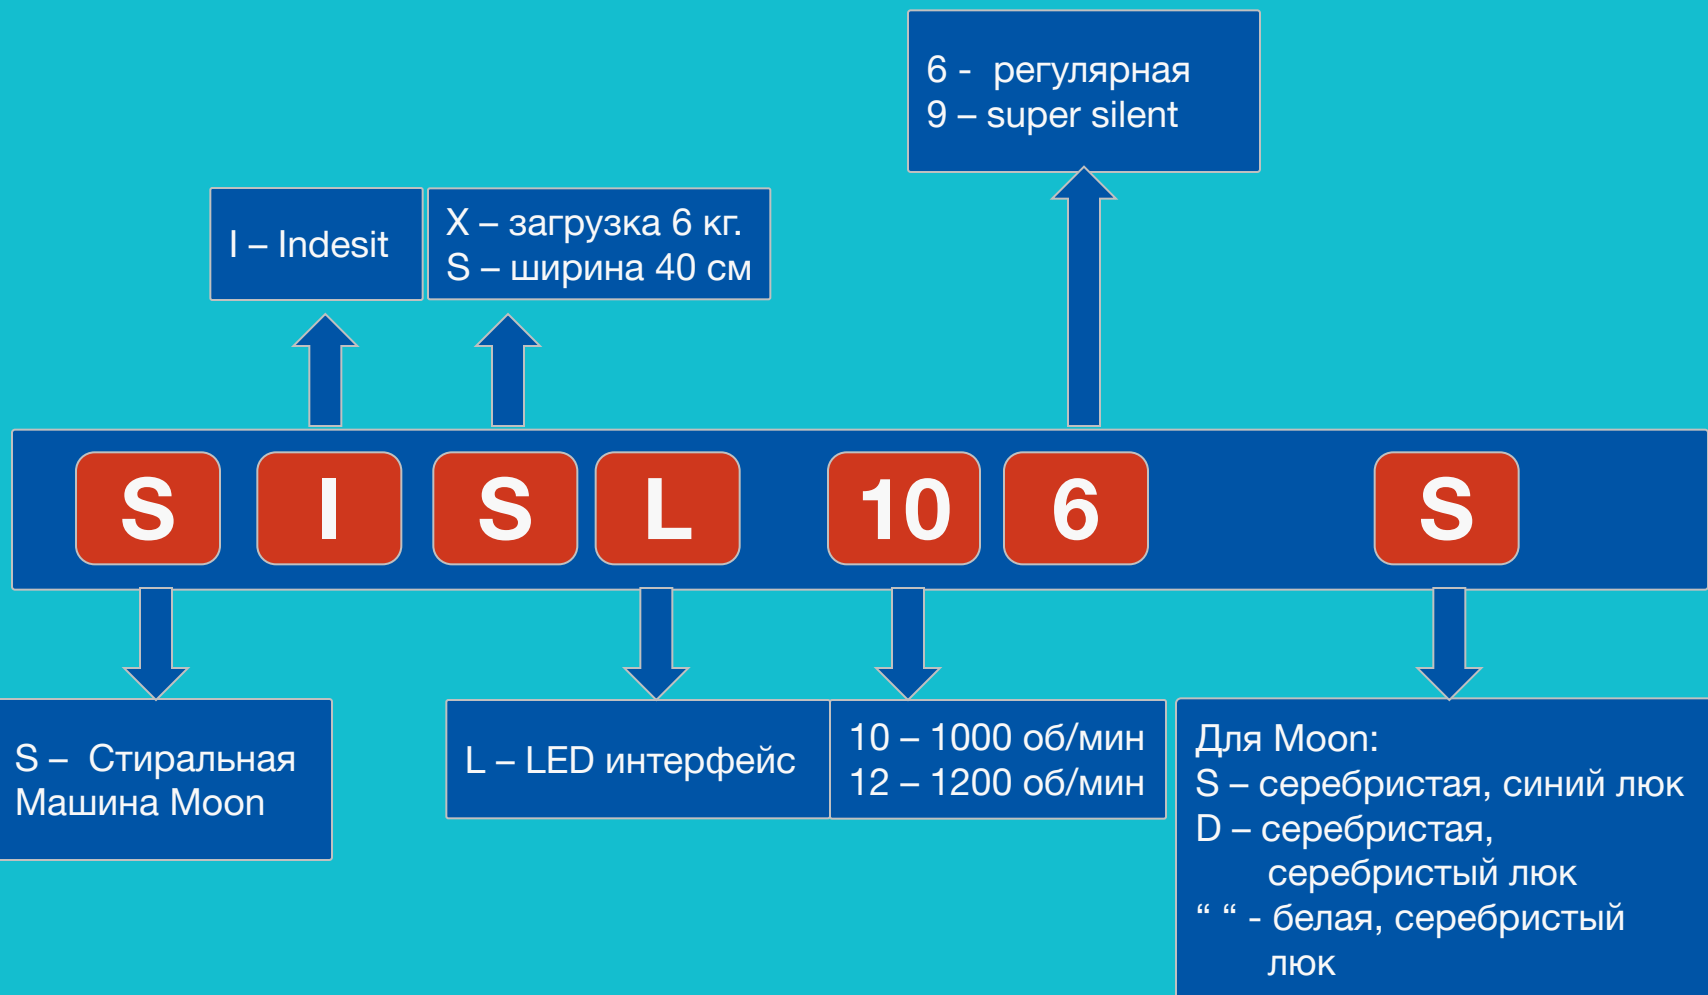 6 - регулярная
9 – super silent
I – Indesit
X – загрузка 6 кг.
S – ширина 40 см
S I S L 10 6 S
S – Стиральная
Машина Moon
L – LED интерфейс
10 – 1000 об/мин
12 – 1200 об/мин
Для Moon:
S – серебристая, синий люк
D – серебристая,
серебристый люк
“ “ - белая, серебристый
люк